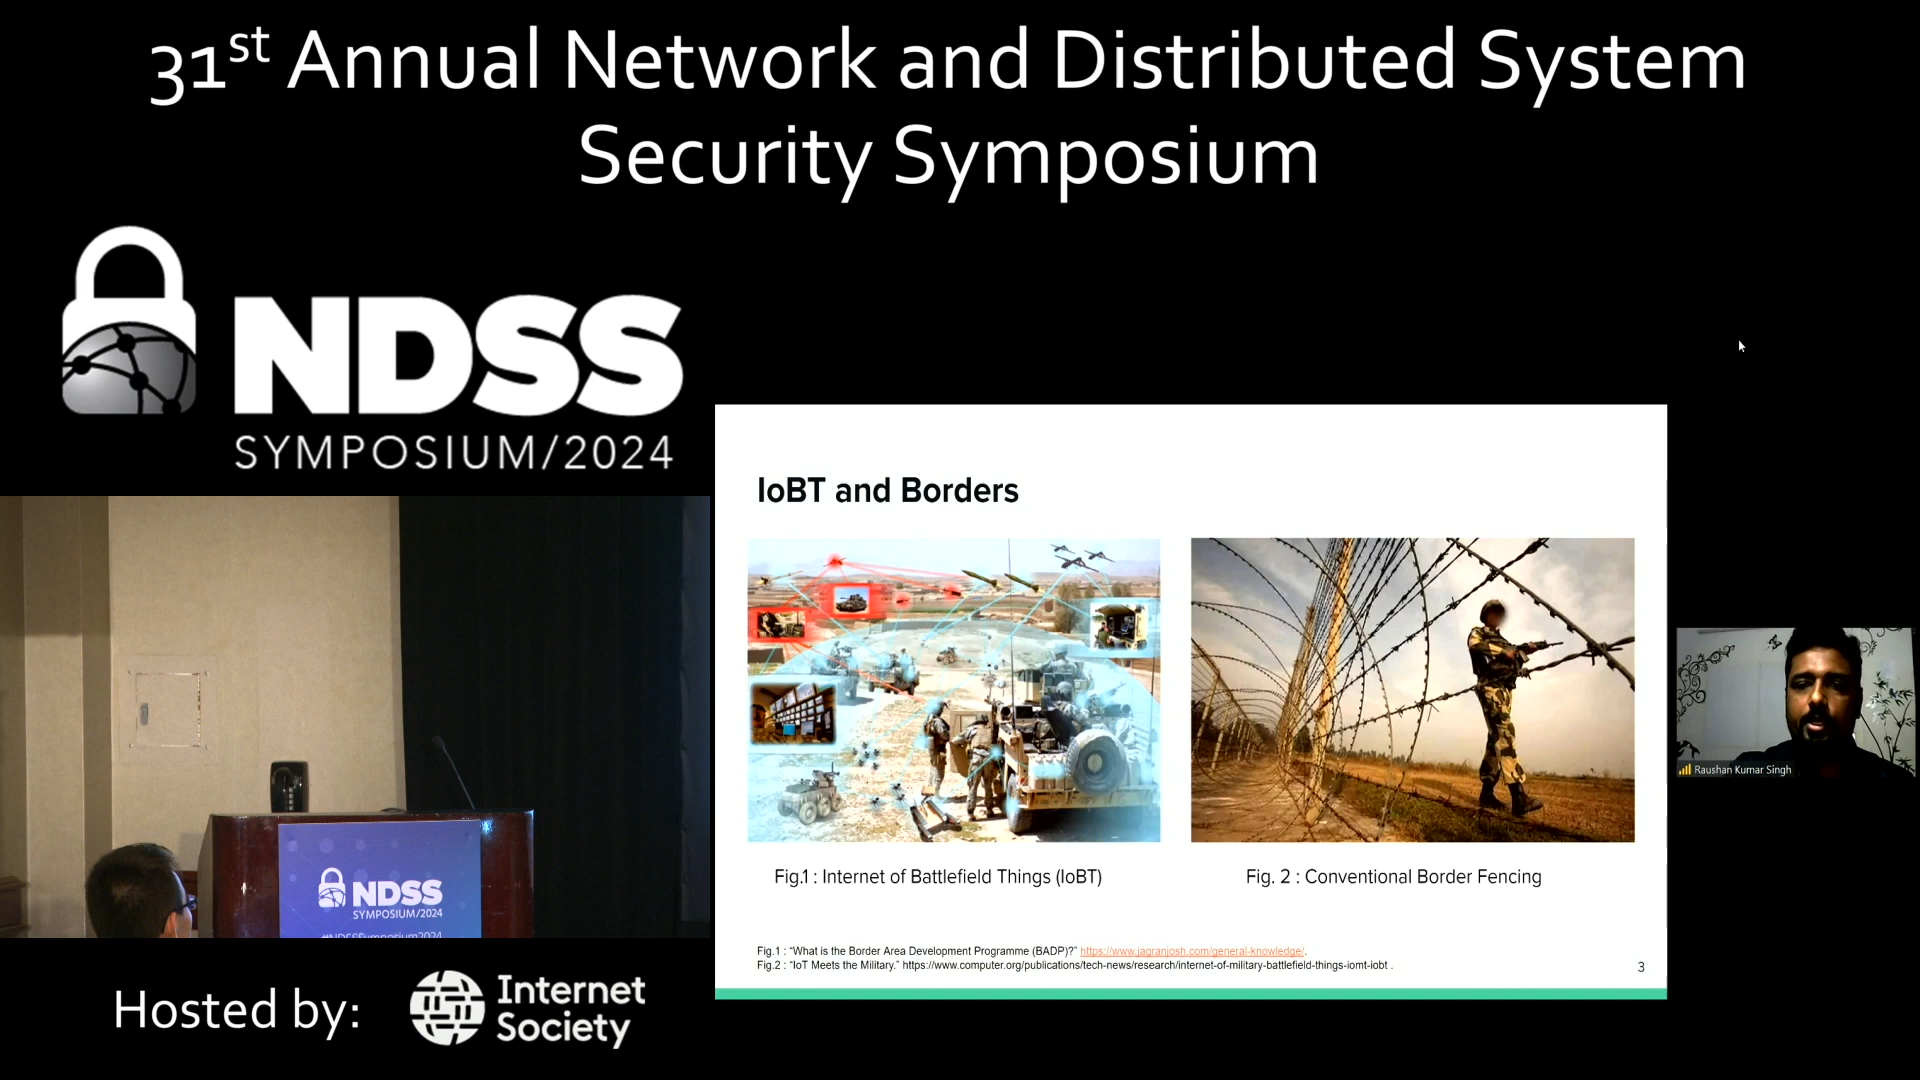 31st Annual Network and Distributed System
Security Symposium
NDSS
SYMPOSIUM/2024
IoBT and Borders
Fig.1 : Internet of Battlefield Things (IoBT)
Fig. 2 : Conventional Border Fencing
Fig.1 : “What is the Border Area Development Programme (BADP)?” https://www.jagranjosh.com/general-knowledge/.
Fig.2 : “IoT Meets the Military.” https://www.computer.org/publications/tech-news/research/internet-of-military-battlefield-things-iomt-iobt .
3
Raushan Kumar Singh
NDSS
SYMPOSIUM/2024
#NDSSSymposium2024
Hosted by:
Internet
Society